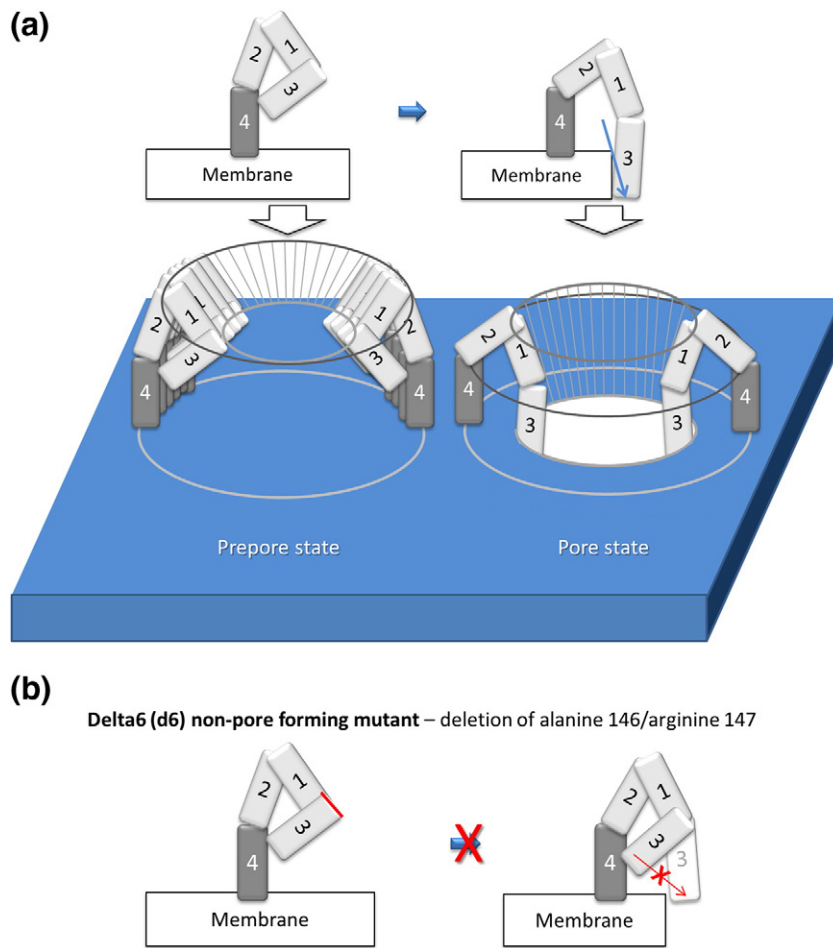 (a)
2 1 3 4
Membrane
2 1 3 4
Membrane
2 1 3 4
1 2 3 4
2 1 3 4
1 2 3 4
Prepore state
Pore state
(b)
Delta6 (d6) non-pore forming mutant – deletion of alanine 146/arginine 147
2 1 3 4
Membrane
X
2 1 3 4 3
x
Membrane